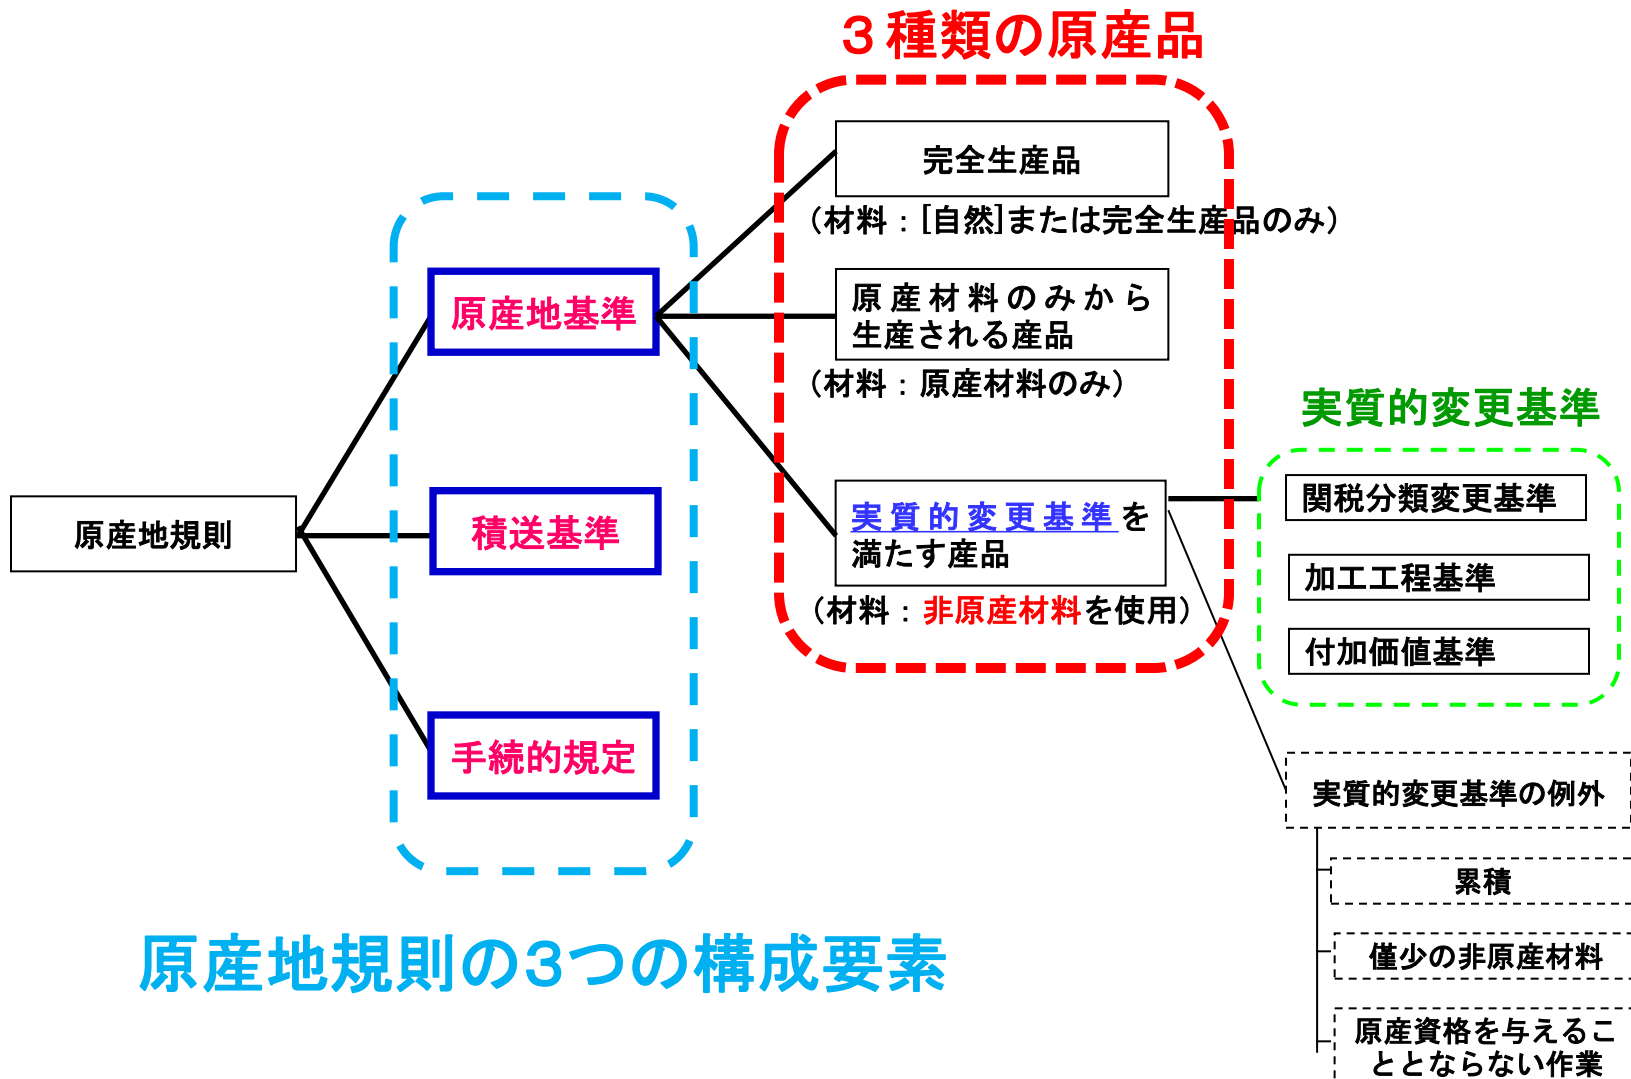 ３種類の原産品
完全生産品
（材料：[自然]または完全生産品のみ）
原産地基準
原産材料のみから
生産される産品
（材料：原産材料のみ）
実質的変更基準
関税分類変更基準
原産地規則
積送基準
実質的変更基準を
満たす産品
加工工程基準
（材料：非原産材料を使用）
付加価値基準
手続的規定
実質的変更基準の例外
累積
原産地規則の3つの構成要素
僅少の非原産材料
原産資格を与えるこ
ととならない作業